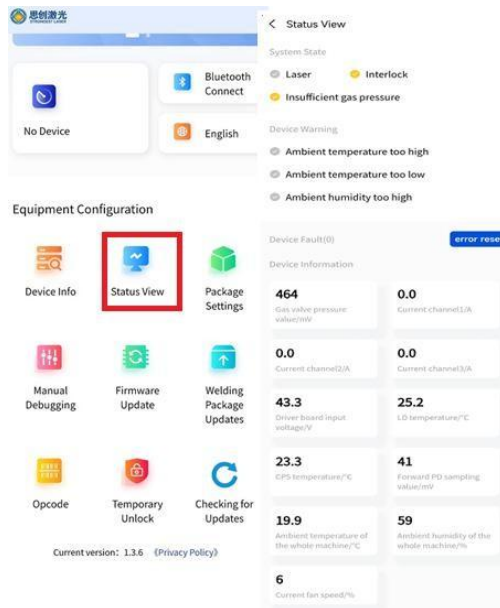 思创激光
STRONGEST LASER
No Device
Bluetooth
Connect
English
Equipment Configuration
Device Info
Status View
Package
Settings
Manual
Debugging
Firmware
Update
Welding
Package
Updates
Opcode
Temporary
Unlock
Checking for
Updates
Current version: 1.3.6 《Privacy Policy》
Status View
System State
Laser
Interlock
Insufficient gas pressure
Device Warning
Ambient temperature too high
Ambient temperature too low
Ambient humidity too high
Device Fault(0)
error rese
Device Information
464
Gas valve pressure
value/mV
0.0
Current channel1/A
0.0
Current channel2/A
0.0
Current channel3/A
43.3
Driver board input
voltage/V
25.2
LD temperature/°C
23.3
CPS temperature/°C
41
Forward PD sampling
value/mV
19.9
Ambient temperature of
the whole machine/°C
59
Ambient humidity of the
whole machine/%
6
Current fan speed/%